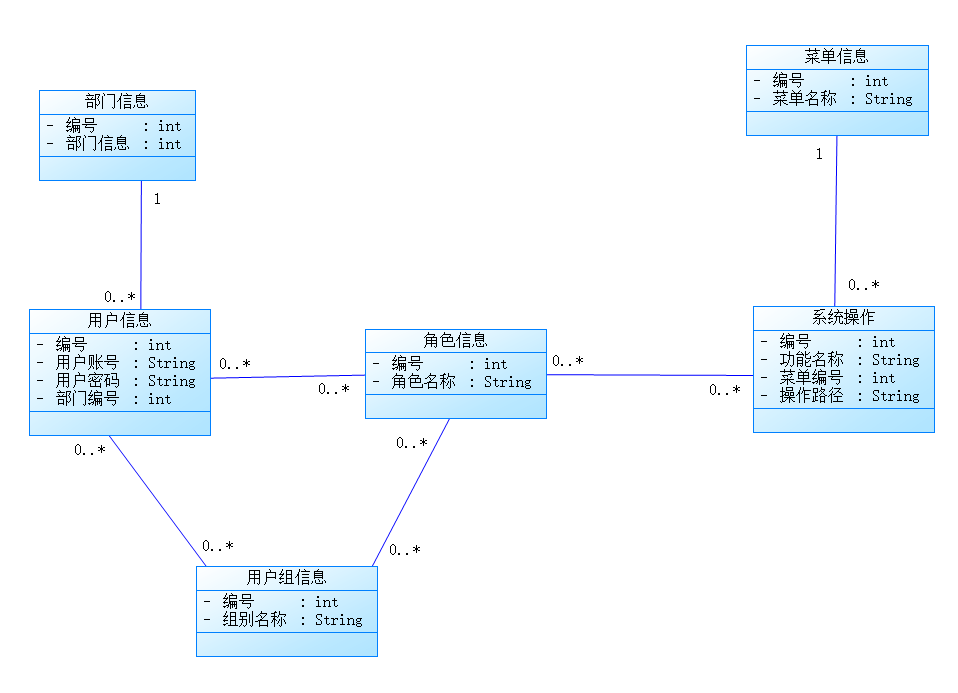 菜单信息
- 编号 : int
- 菜单名称 : String
部门信息
- 编号 : int
- 部门信息 : int
1
1
0..*
0..*
用户信息
- 编号 : int
- 用户账号 : String
- 用户密码 : String
- 部门编号 : int
0..*
0..*
角色信息
- 编号 : int
- 角色名称 : String
0..*
0..*
系统操作
- 编号 : int
- 功能名称 : String
- 菜单编号 : int
- 操作路径 : String
0..*
0..*
0..*
0..*
用户组信息
- 编号 : int
- 组别名称 : String